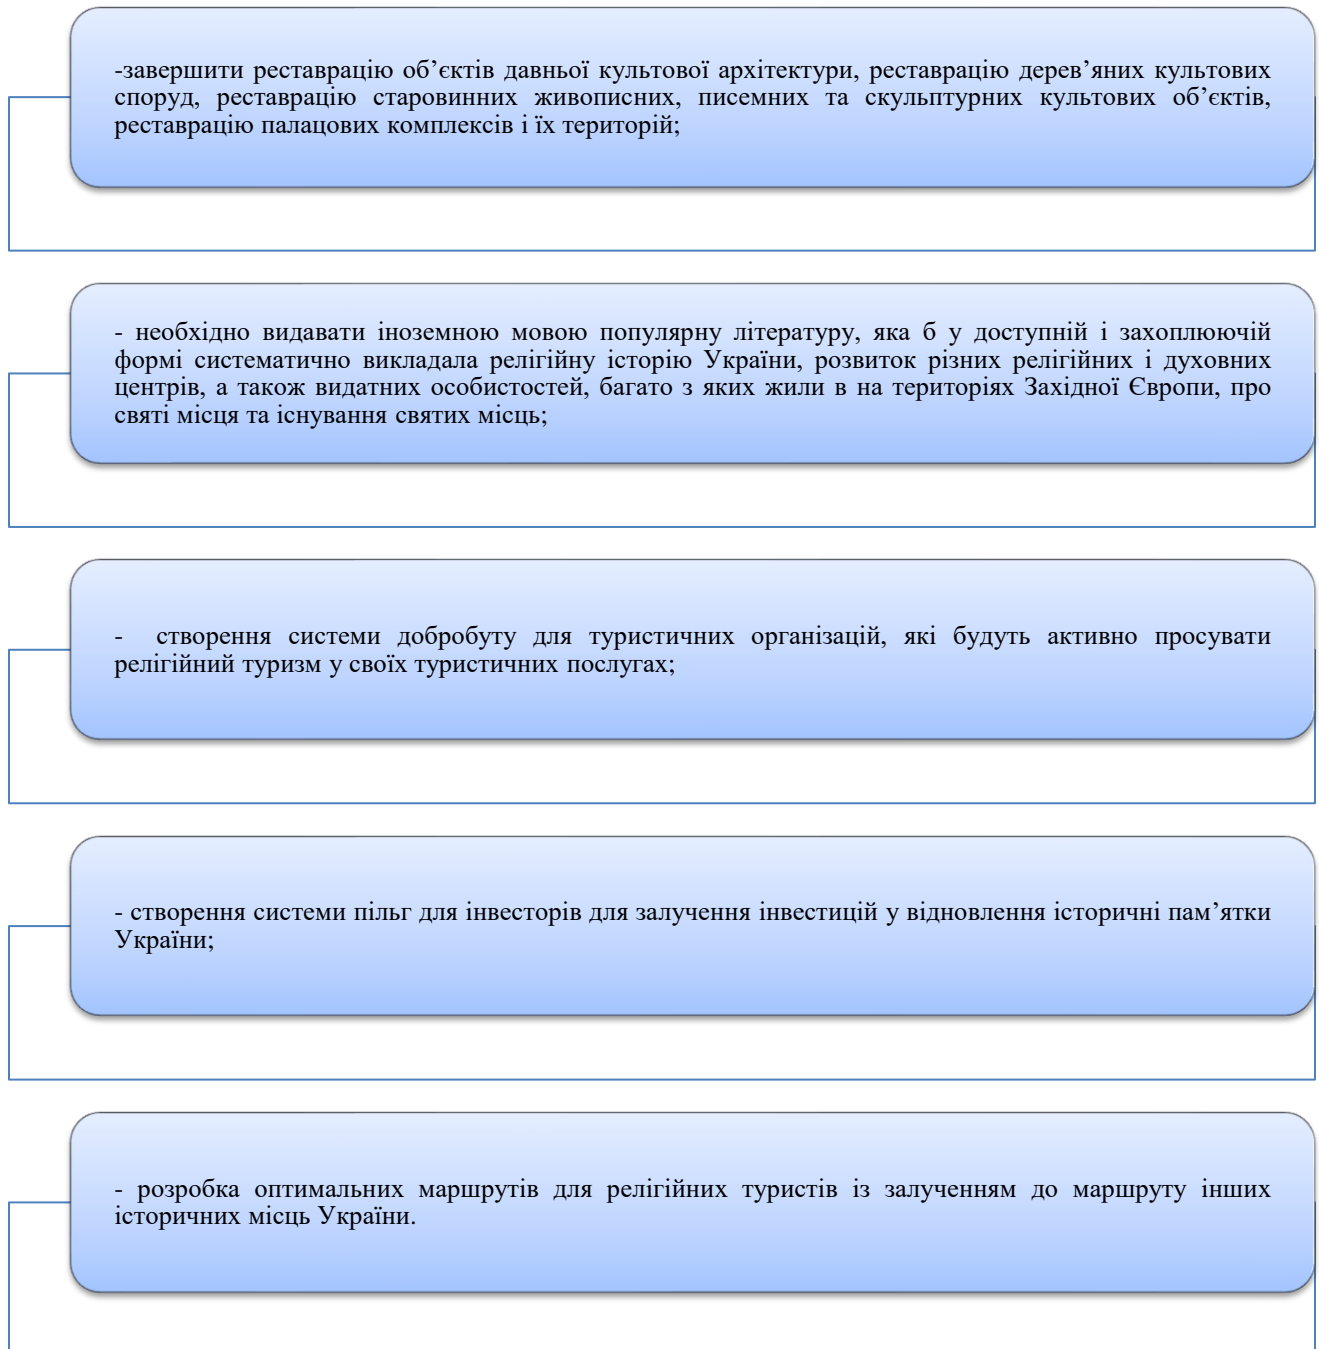 -завершити реставрацію об’єктів давньої культової архітектури, реставрацію дерев’яних культових
споруд, реставрацію старовинних живописних, писемних та скульптурних культових об’єктів,
реставрацію палацових комплексів і їх територій;
- необхідно видавати іноземною мовою популярну літературу, яка б у доступній і захоплюючій
формі систематично викладала релігійну історію України, розвиток різних релігійних і духовних
центрів, а також видатних особистостей, багато з яких жили в на територіях Західної Європи, про
святі місця та існування святих місць;
- створення системи добробуту для туристичних організацій, які будуть активно просувати
релігійний туризм у своїх туристичних послугах;
- створення системи пільг для інвесторів для залучення інвестицій у відновлення історичні пам’ятки
України;
- розробка оптимальних маршрутів для релігійних туристів із залученням до маршруту інших
історичних місць України.